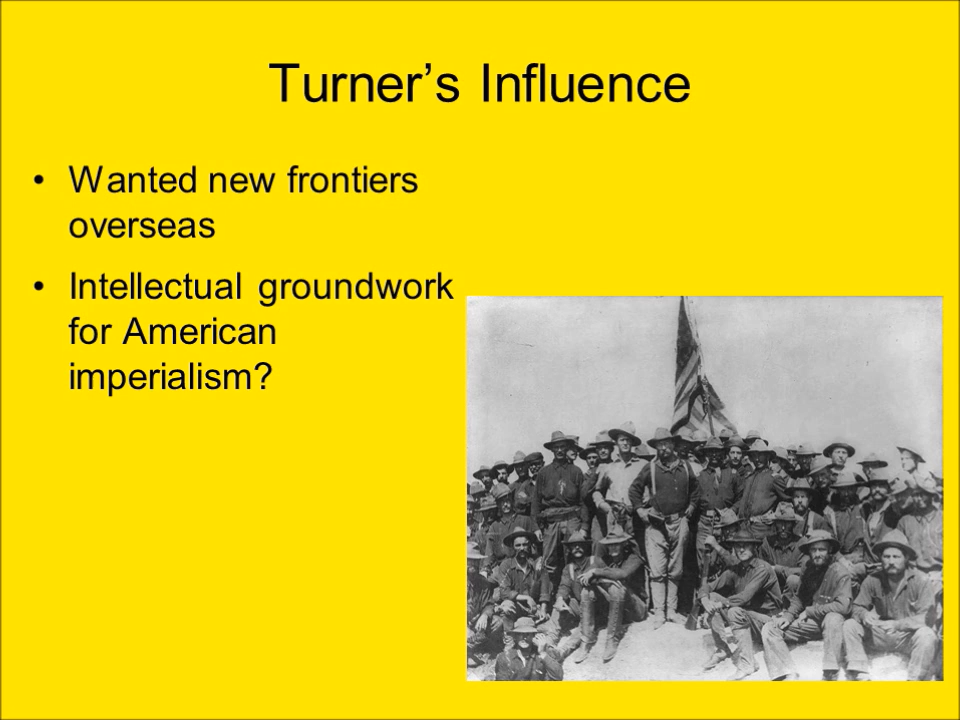 Turner’s Influence
• Wanted new frontiers
overseas
• Intellectual groundwork
for American
imperialism?